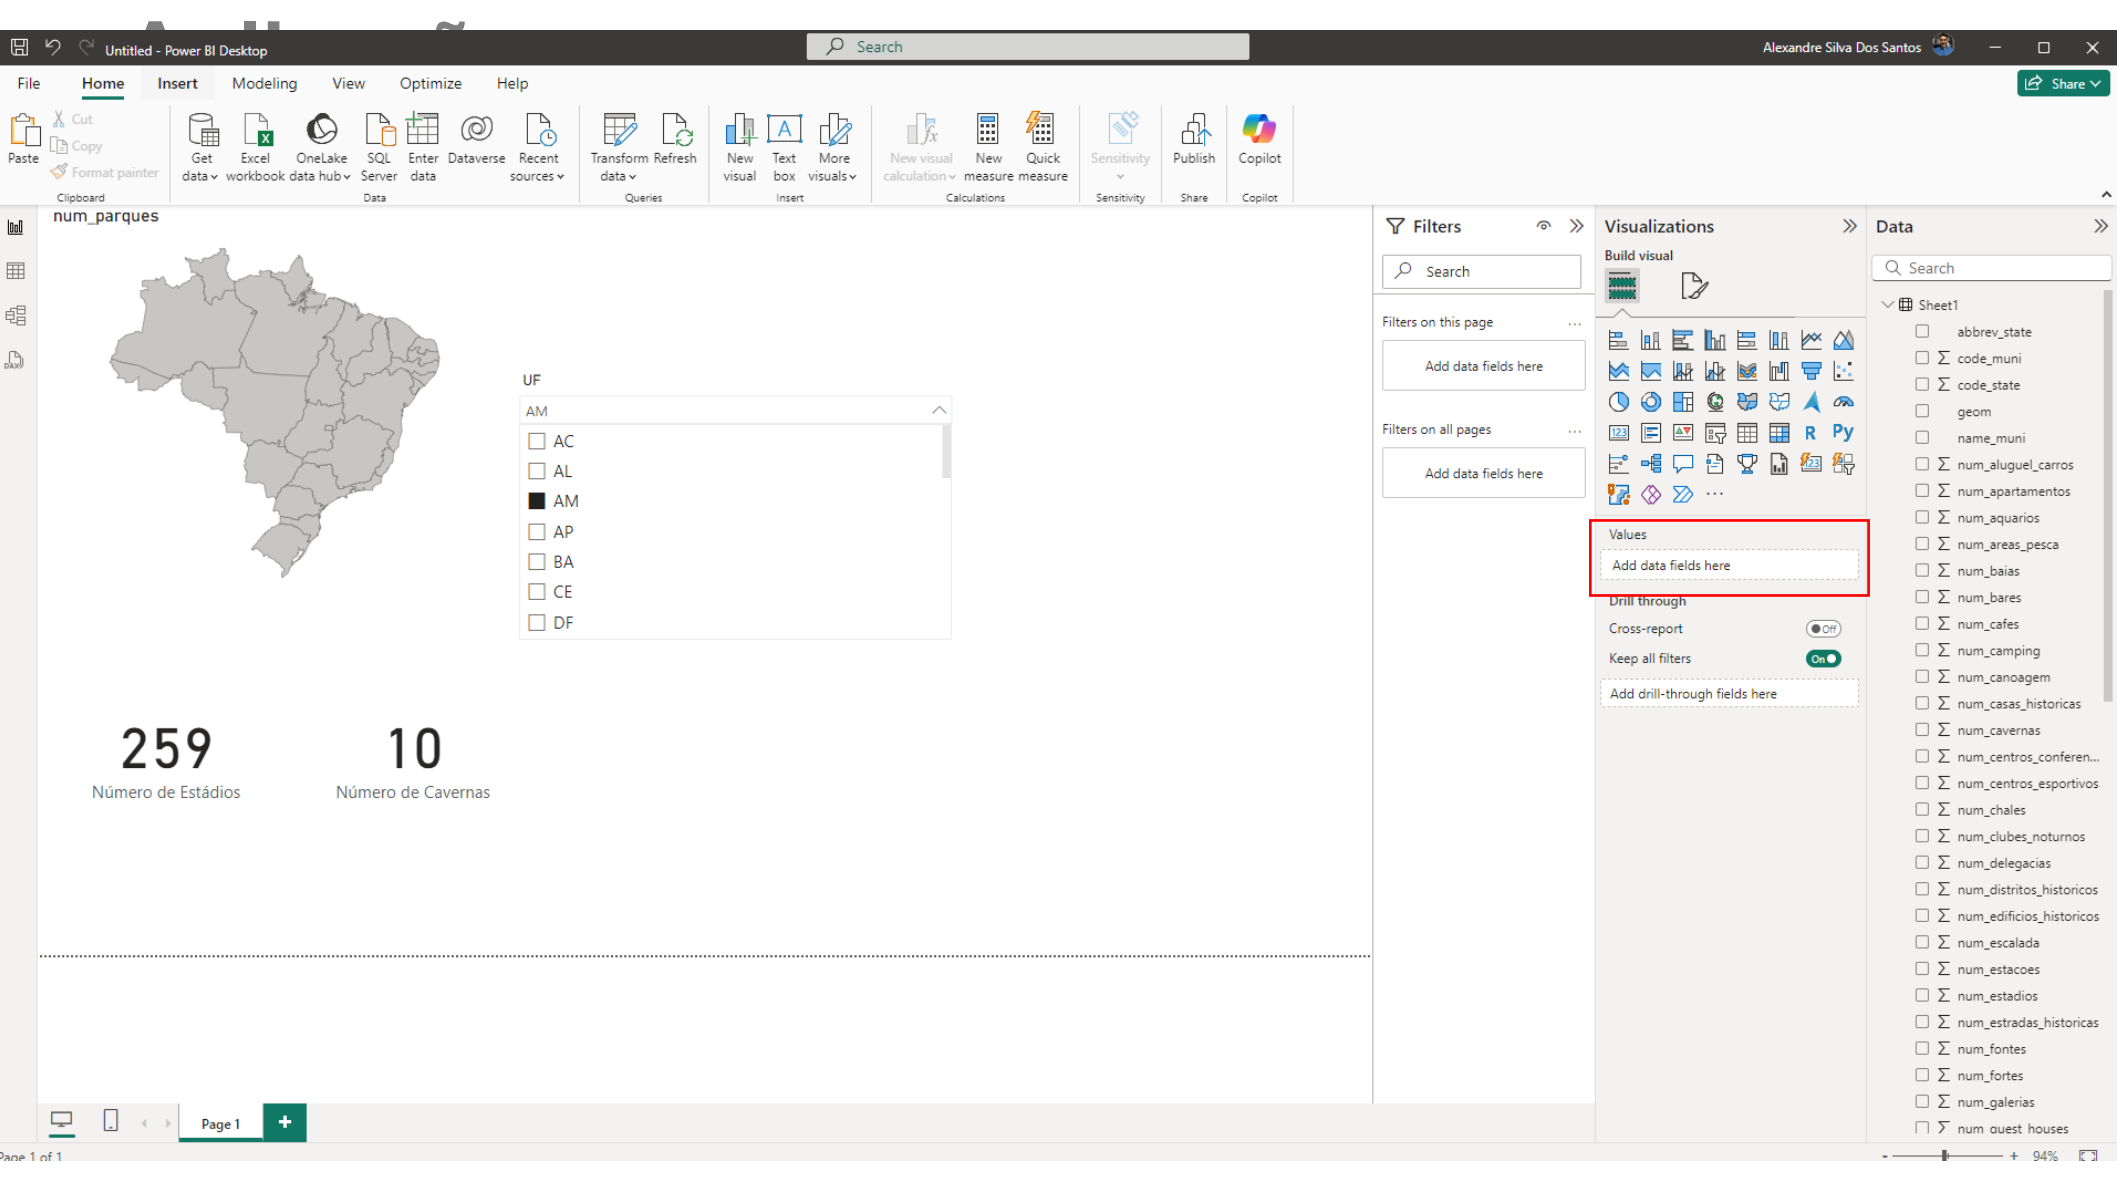 Untitled - Power BI Desktop
Search
Alexandre Silva Dos Santos
File Home Insert Modeling View Optimize Help
Share
Paste
Cut
Copy
Format painter
Clipboard
Get data
Excel workbook
OneLake data hub
SQL Server
Enter data
Dataverse
Recent sources
Data
Transform data
Refresh
Queries
New visual
Text box
More visuals
Insert
New visual calculation
New measure
Quick measure
Calculations
Sensitivity
Sensitivity
Publish
Share
Copilot
Copilot
num_parques
UF
AM
AC
AL
AM
AP
BA
CE
DF
259
Número de Estádios
10
Número de Cavernas
Filters
Search
Filters on this page
Add data fields here
Filters on all pages
Add data fields here
Visualizations
Build visual
123
R
Py
123
Values
Add data fields here
Drill through
Cross-report
Off
Keep all filters
On
Add drill-through fields here
Data
Search
Sheet1
abbrev_state
code_muni
code_state
geom
name_muni
num_aluguel_carros
num_apartamentos
num_aquarios
num_areas_pesca
num_baias
num_bares
num_cafes
num_camping
num_canoagem
num_casas_historicas
num_cavernas
num_centros_conferen...
num_centros_esportivos
num_chales
num_clubes_noturnos
num_delegacias
num_distritos_historicos
num_edificios_historicos
num_escalada
num_estacoes
num_estadios
num_estradas_historicas
num_fontes
num_fortes
num_galerias
num_guest_houses
Page 1
Page 1 of 1
94%